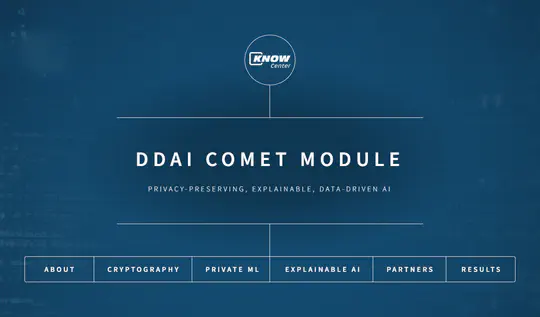 KNOW
Center
DDAI COMET MODULE
PRIVACY-PRESERVING, EXPLAINABLE, DATA-DRIVEN AI
ABOUT CRYPTOGRAPHY PRIVATE ML EXPLAINABLE AI PARTNERS RESULTS